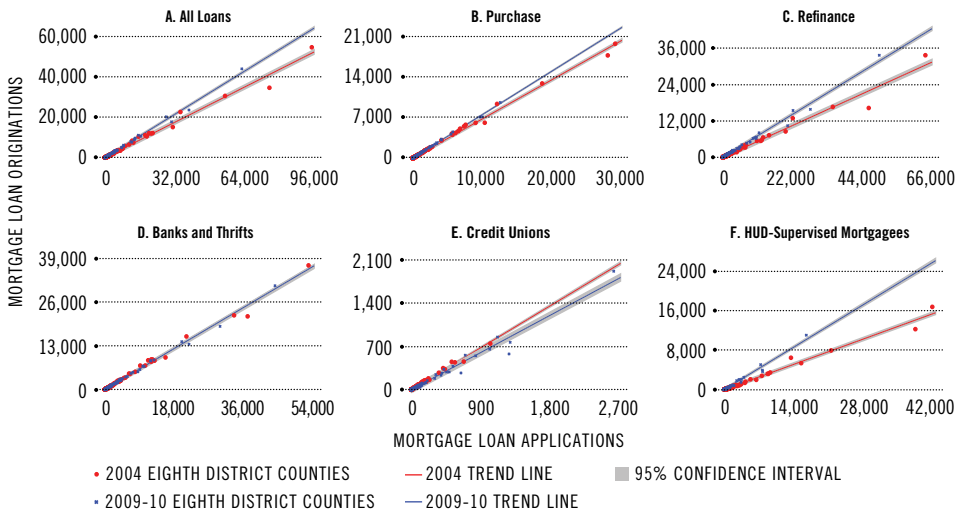 A. All Loans
B. Purchase
C. Refinance
MORTGAGE LOAN ORIGINATIONS
60,000
40,000
20,000
0
0 32,000 64,000 96,000
21,000
14,000
7,000
0
0 10,000 20,000 30,000
36,000
24,000
12,000
0
0 22,000 44,000 66,000
D. Banks and Thrifts
E. Credit Unions
F. HUD-Supervised Mortgagees
39,000
26,000
13,000
0
0 18,000 36,000 54,000
2,100
1,400
700
0
0 900 1,800 2,700
24,000
16,000
8,000
0
0 14,000 28,000 42,000
MORTGAGE LOAN APPLICATIONS
2004 EIGHTH DISTRICT COUNTIES
2004 TREND LINE
95% CONFIDENCE INTERVAL
2009-10 EIGHTH DISTRICT COUNTIES
2009-10 TREND LINE